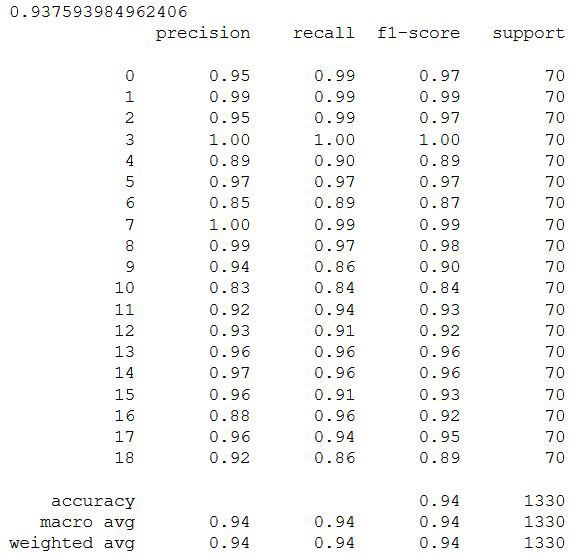 0.937593984962406
precision recall f1-score support
0 0.95 0.99 0.97 70
1 0.99 0.99 0.99 70
2 0.95 0.99 0.97 70
3 1.00 1.00 1.00 70
4 0.89 0.90 0.89 70
5 0.97 0.97 0.97 70
6 0.85 0.89 0.87 70
7 1.00 0.99 0.99 70
8 0.99 0.97 0.98 70
9 0.94 0.86 0.90 70
10 0.83 0.84 0.84 70
11 0.92 0.94 0.93 70
12 0.93 0.91 0.92 70
13 0.96 0.96 0.96 70
14 0.97 0.96 0.96 70
15 0.96 0.91 0.93 70
16 0.88 0.96 0.92 70
17 0.96 0.94 0.95 70
18 0.92 0.86 0.89 70
accuracy 0.94 1330
macro avg 0.94 0.94 0.94 1330
weighted avg 0.94 0.94 0.94 1330